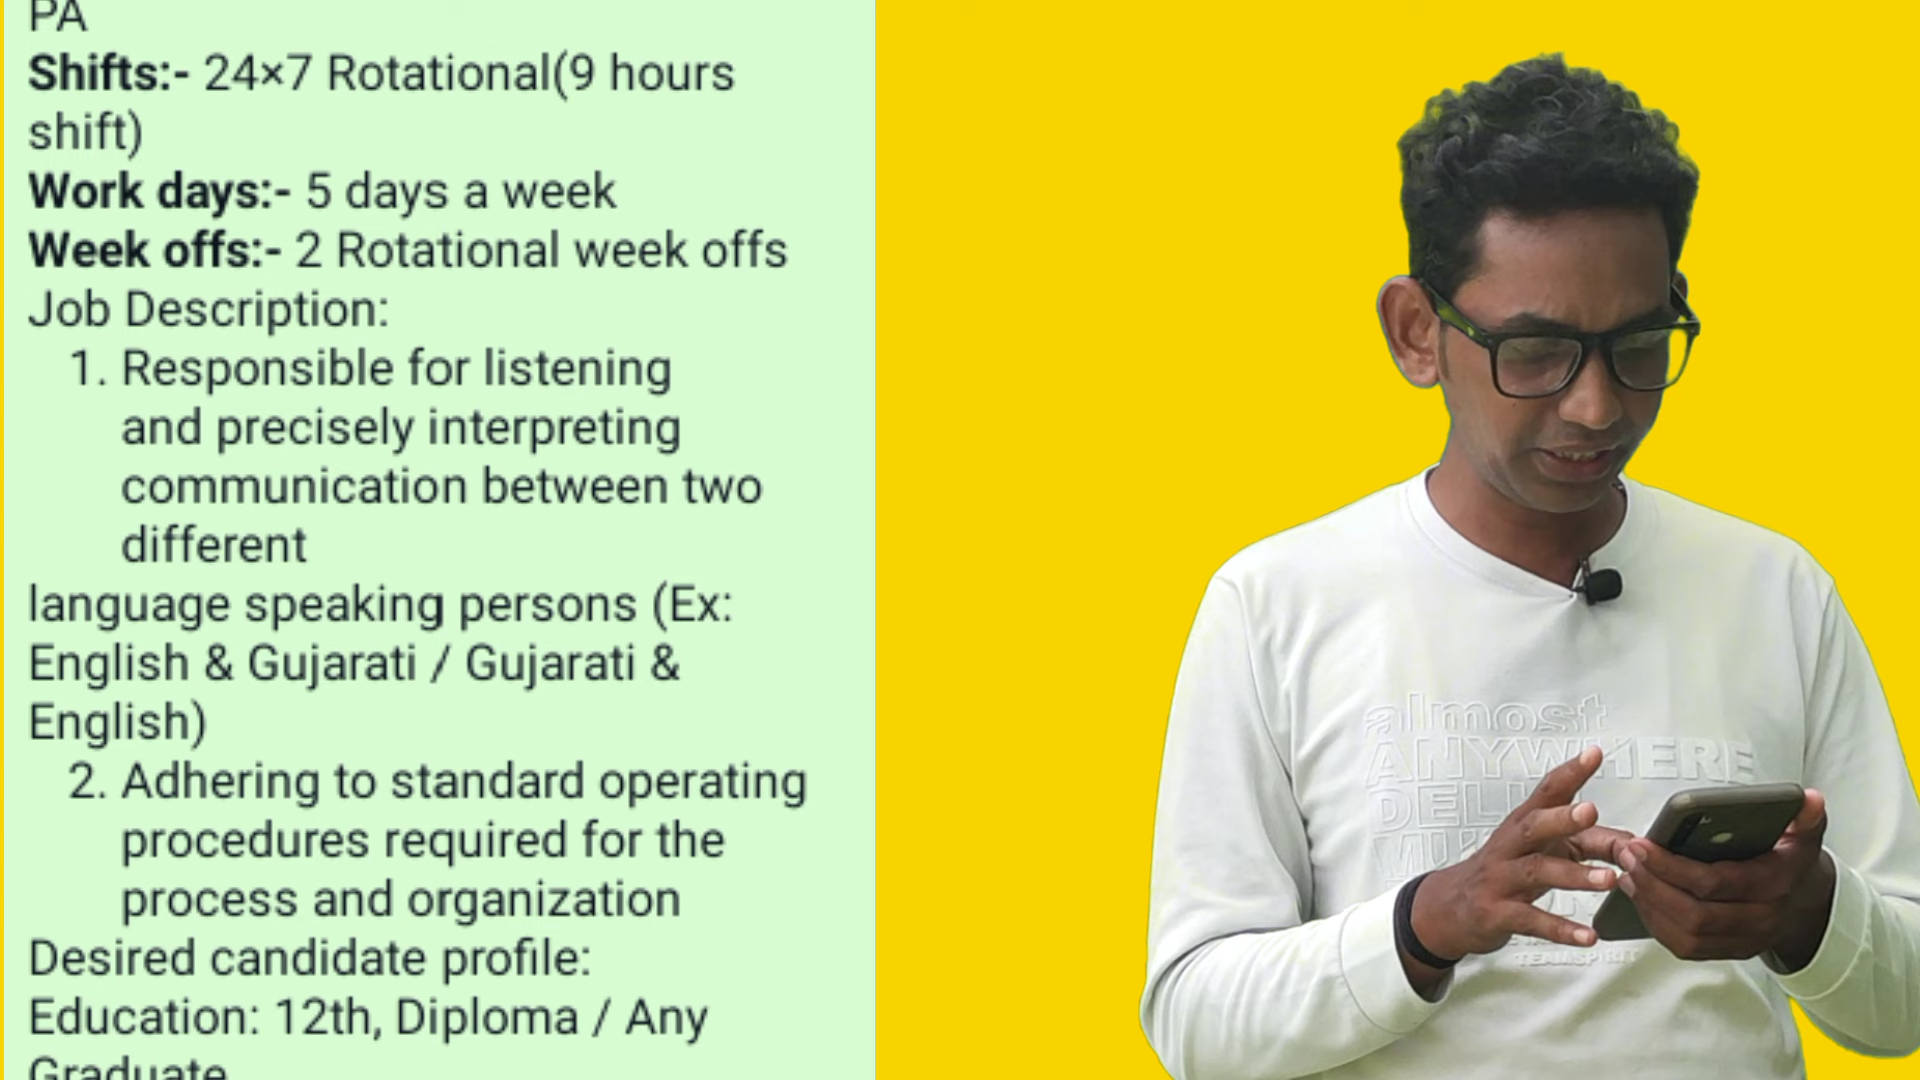 PA
Shifts:- 24×7 Rotational(9 hours
shift)
Work days:- 5 days a week
Week offs:- 2 Rotational week offs
Job Description:
1. Responsible for listening
and precisely interpreting
communication between two
different
language speaking persons (Ex:
English & Gujarati / Gujarati &
English)
2. Adhering to standard operating
procedures required for the
process and organization
Desired candidate profile:
Education: 12th, Diploma / Any
Graduate
almost
ANYWHERE
TEAMSPIRIT